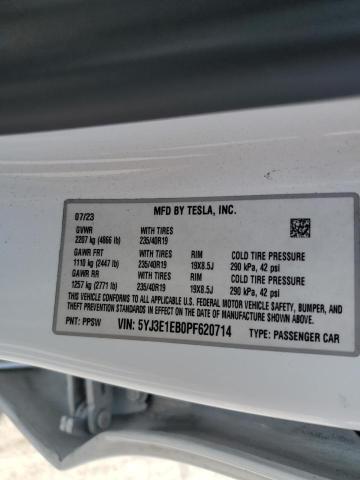 MFD BY TESLA, INC.
07/23
GVWR WITH TIRES
2207 kg (4866 lb) 235/40R19
GAWR FRT WITH TIRES RIM COLD TIRE PRESSURE
1110 kg (2447 lb) 235/40R19 19X8.5J 290 kPa, 42 psi
GAWR RR WITH TIRES RIM COLD TIRE PRESSURE
1257 kg (2771 lb) 235/40R19 19X8.5J 290 kPa, 42 psi
THIS VEHICLE CONFORMS TO ALL APPLICABLE U.S. FEDERAL MOTOR VEHICLE SAFETY, BUMPER, AND
THEFT PREVENTION STANDARDS IN EFFECT ON THE DATE OF MANUFACTURE SHOWN ABOVE.
PNT: PPSW VIN: 5YJ3E1EB0PF620714 TYPE: PASSENGER CAR